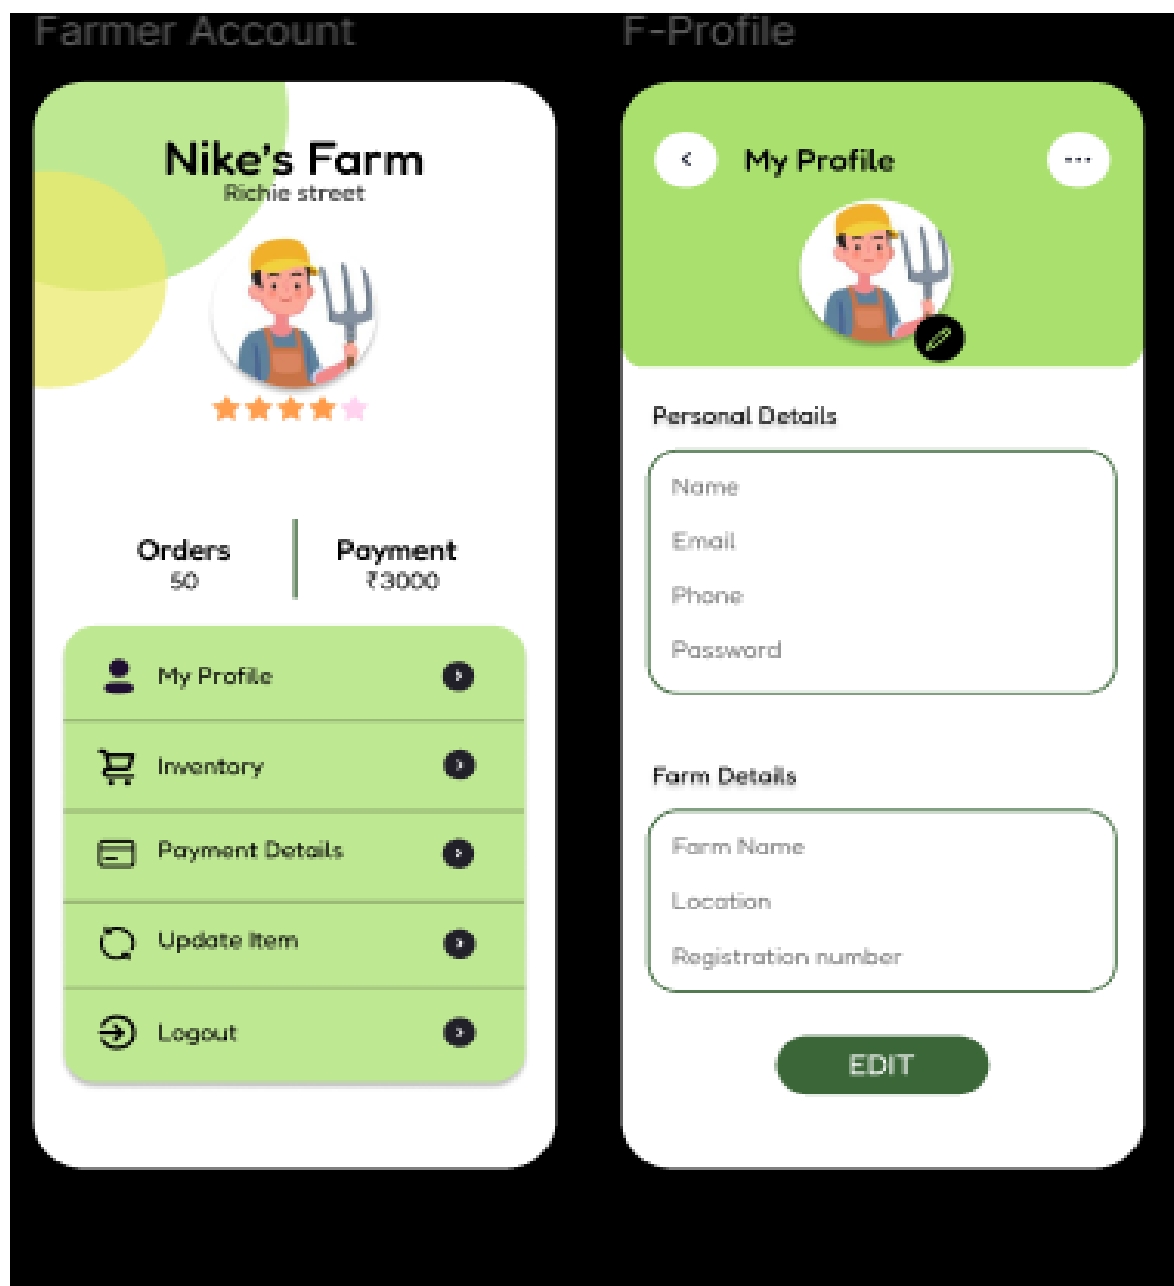 Farmer Account
Nike's Farm
Richie street
Orders
50
Payment
₹3000
My Profile
Inventory
Payment Details
Update Item
Logout
F-Profile
My Profile
Personal Details
Name
Email
Phone
Password
Farm Details
Farm Name
Location
Registration number
EDIT